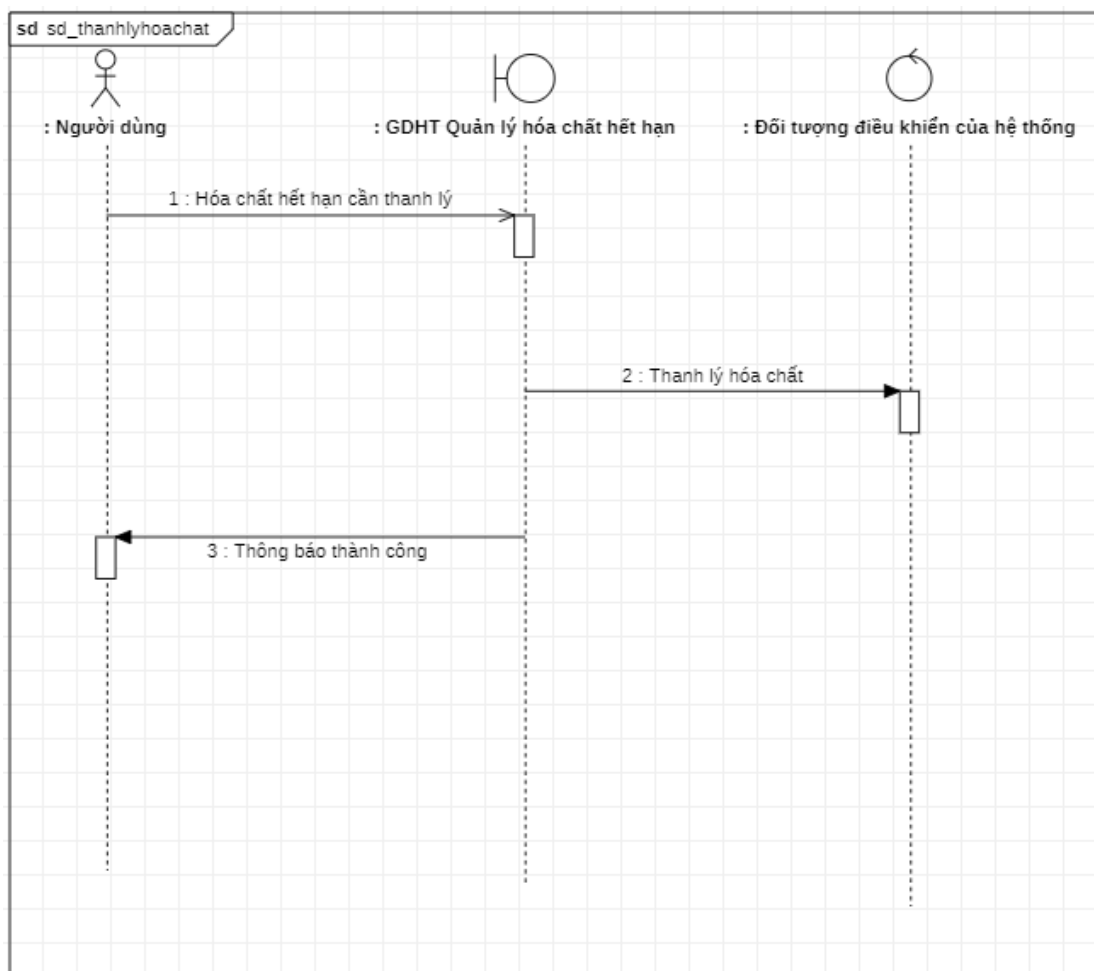 sd sd_thanhlyhoachat
: Người dùng
: GDHT Quản lý hóa chất hết hạn
: Đối tượng điều khiển của hệ thống
1 : Hóa chất hết hạn cần thanh lý
2 : Thanh lý hóa chất
3 : Thông báo thành công